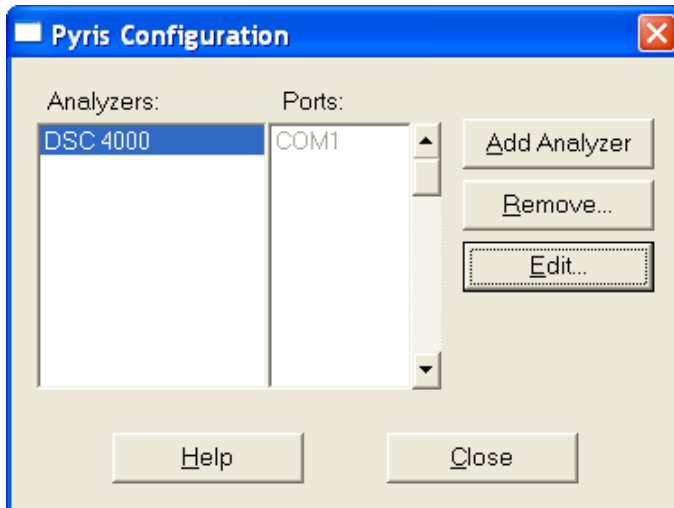 Pyris Configuration
Analyzers: Ports:
DSC 4000 COM1
Add Analyzer
Remove...
Edit...
Help Close